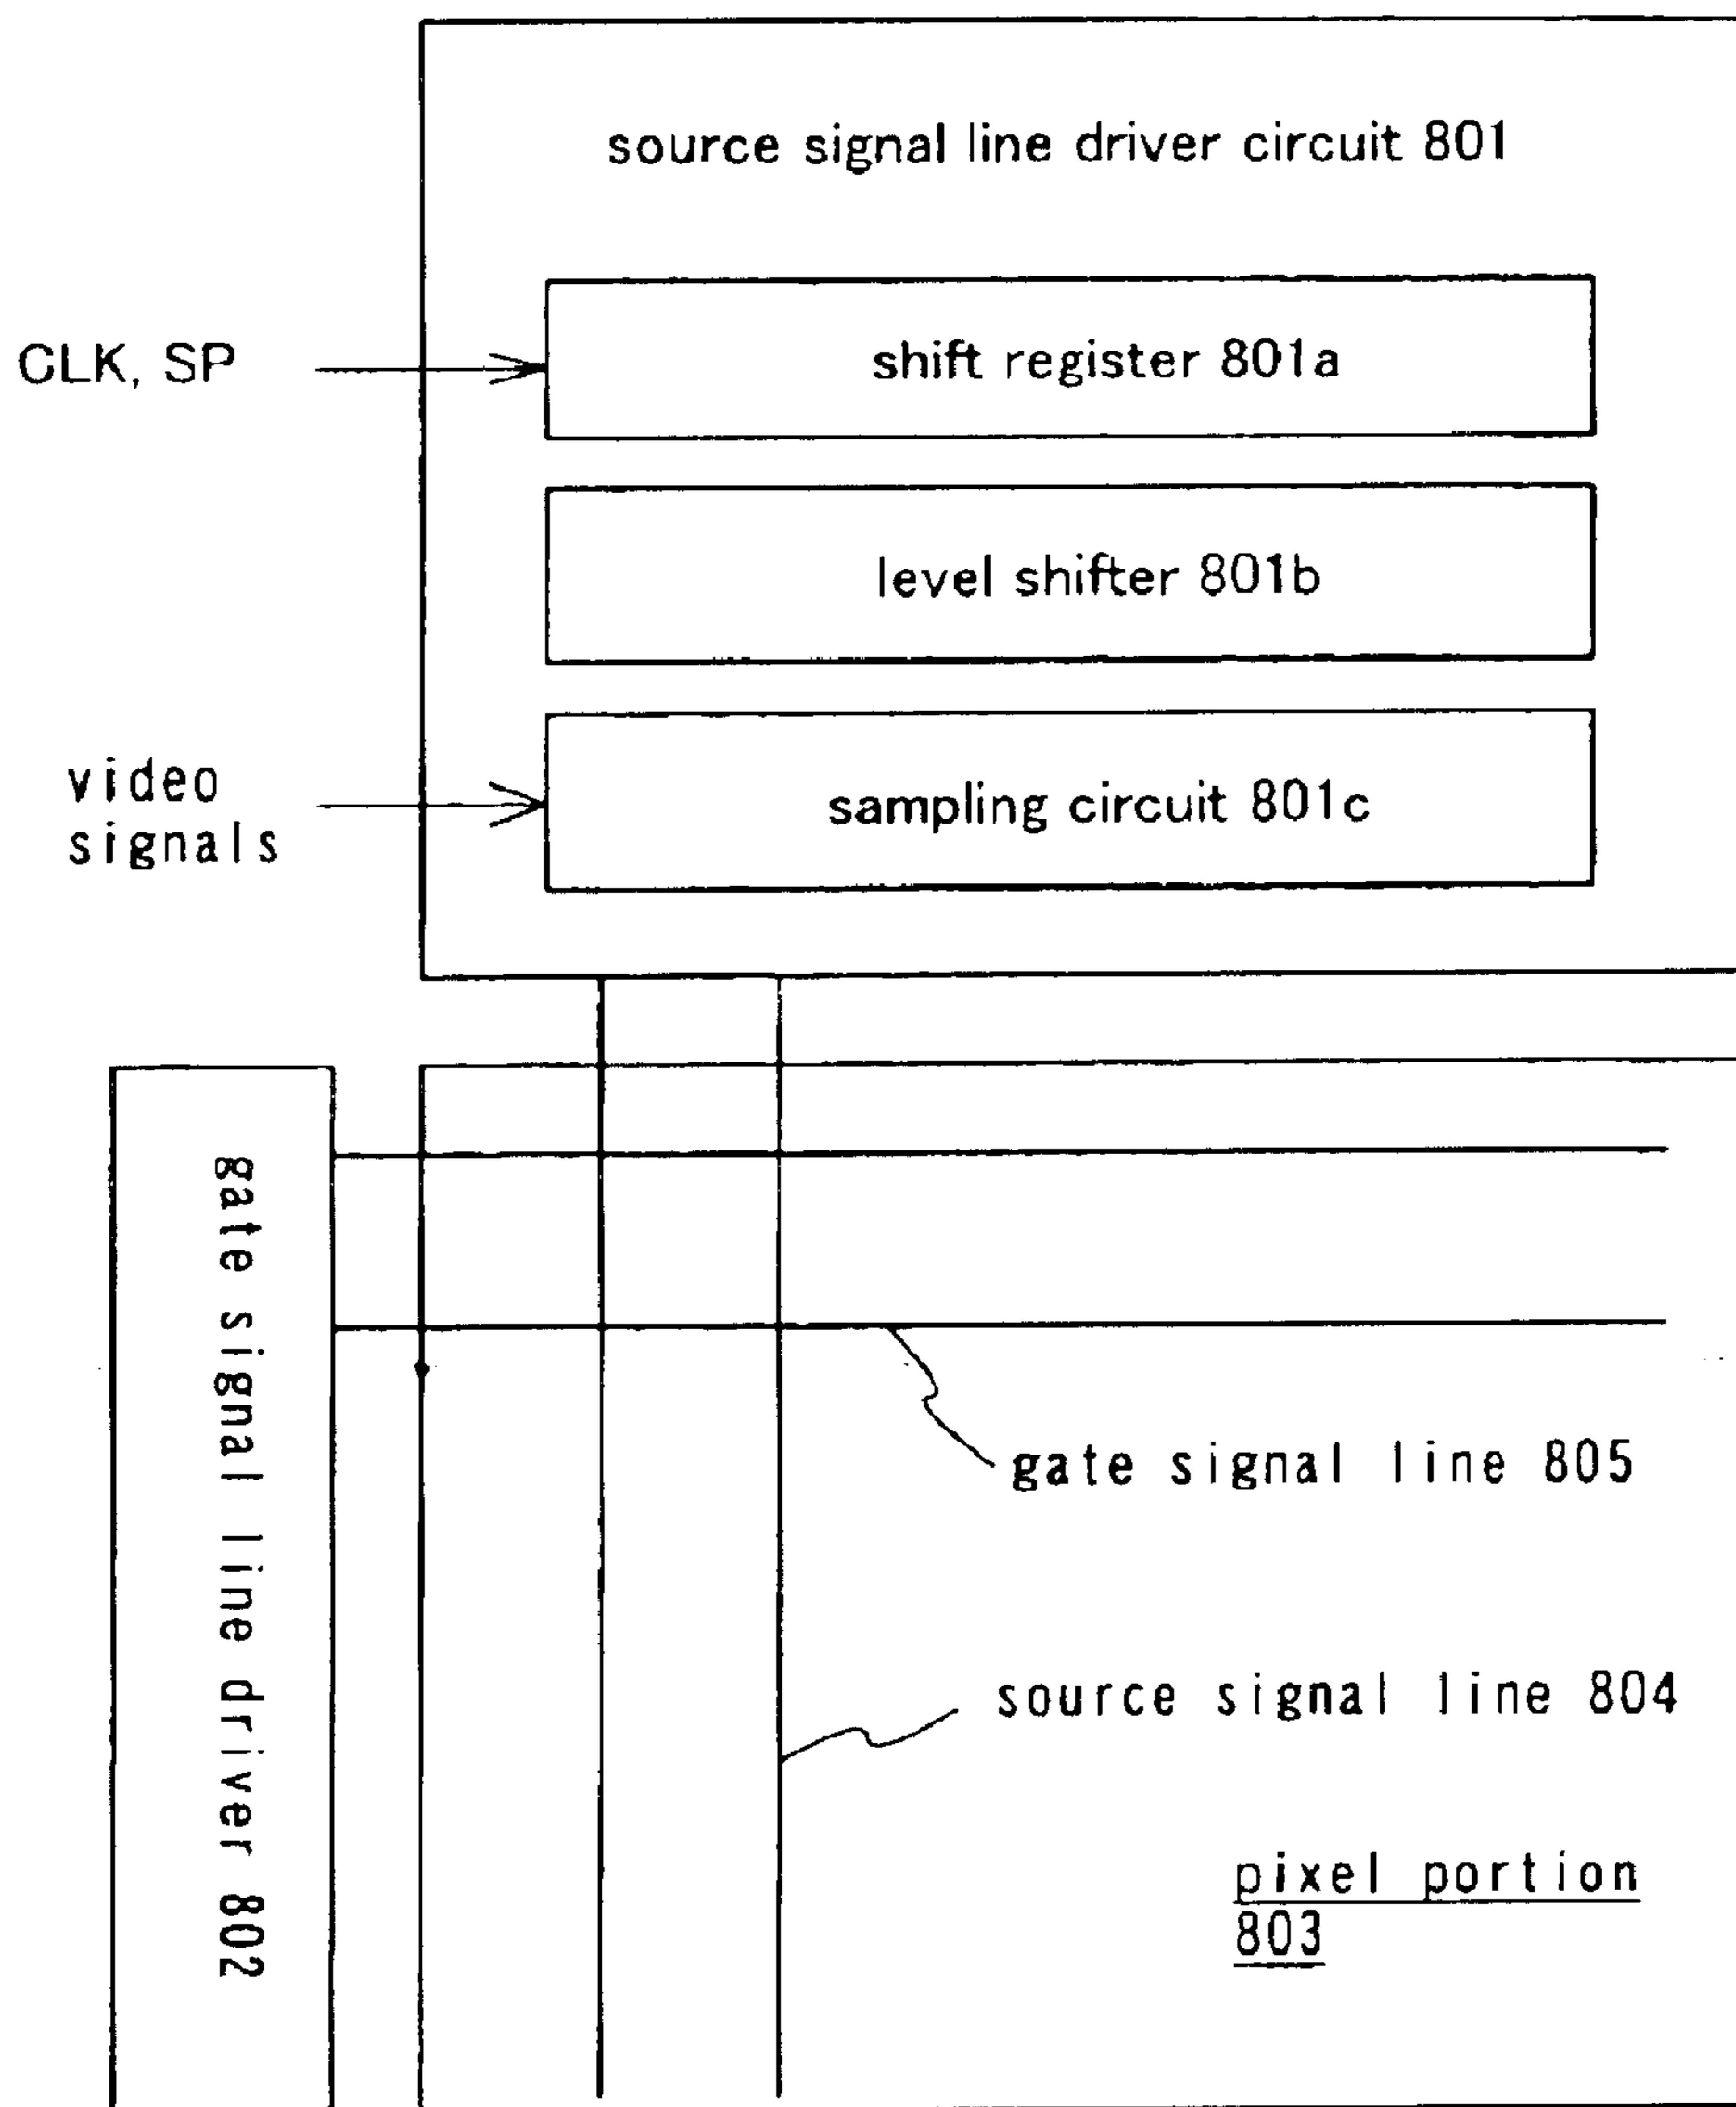 source signal line driver circuit 801
CLK, SP
shift register 801a
level shifter 801b
video
signals
sampling circuit 801c
gate signal line driver 802
gate signal line 805
source signal line 804
pixel portion
803